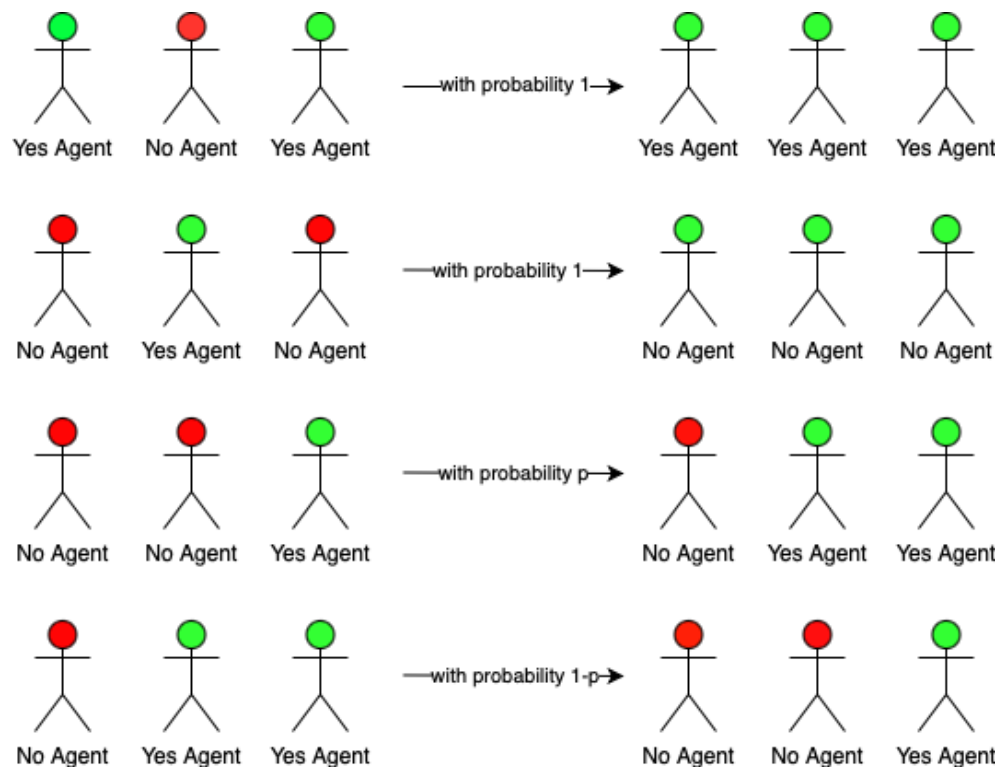 with probability 1
Yes Agent No Agent Yes Agent Yes Agent Yes Agent Yes Agent
with probability 1
No Agent Yes Agent No Agent No Agent No Agent No Agent
with probability p
No Agent No Agent Yes Agent No Agent Yes Agent Yes Agent
with probability 1-p
No Agent Yes Agent Yes Agent No Agent No Agent Yes Agent